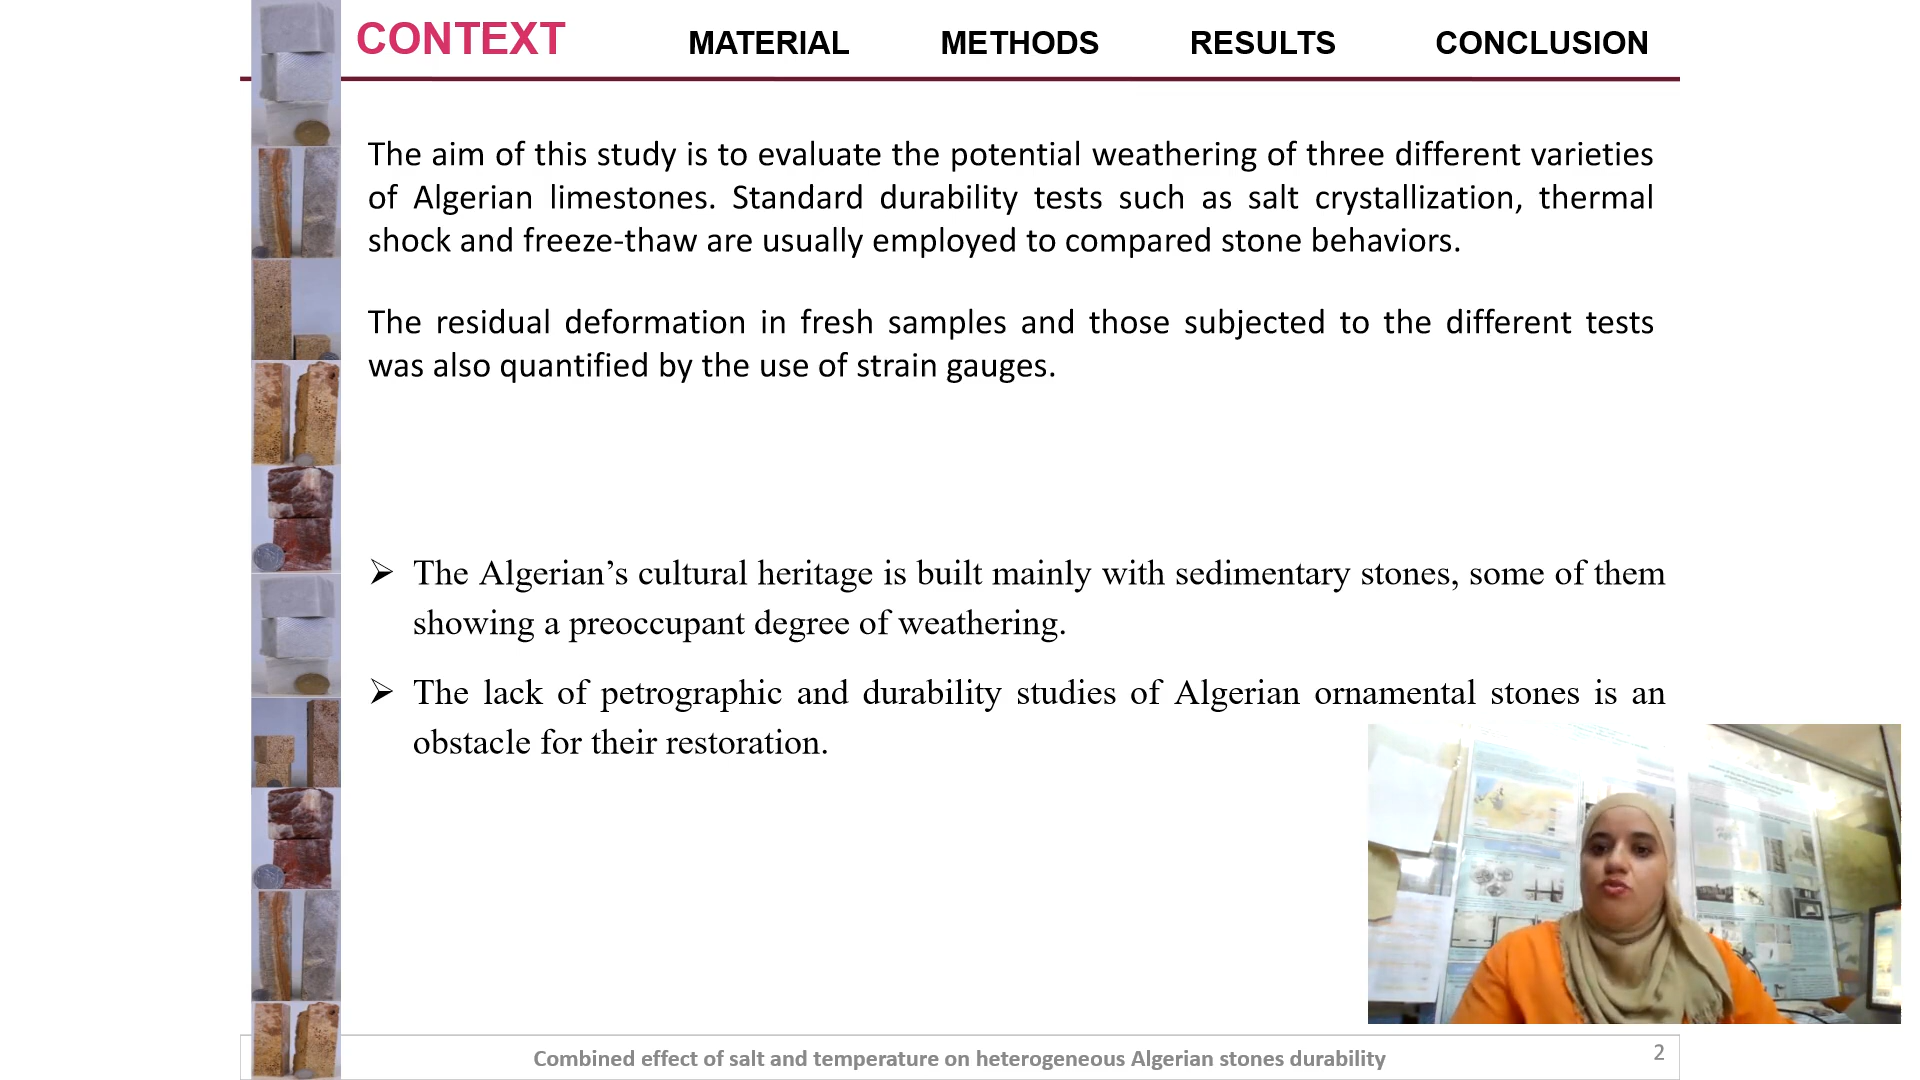 CONTEXT MATERIAL METHODS RESULTS CONCLUSION
The aim of this study is to evaluate the potential weathering of three different varieties
of Algerian limestones. Standard durability tests such as salt crystallization, thermal
shock and freeze-thaw are usually employed to compared stone behaviors.
The residual deformation in fresh samples and those subjected to the different tests
was also quantified by the use of strain gauges.
➢ The Algerian’s cultural heritage is built mainly with sedimentary stones, some of them
showing a preoccupant degree of weathering.
➢ The lack of petrographic and durability studies of Algerian ornamental stones is an
obstacle for their restoration.
Combined effect of salt and temperature on heterogeneous Algerian stones durability
2